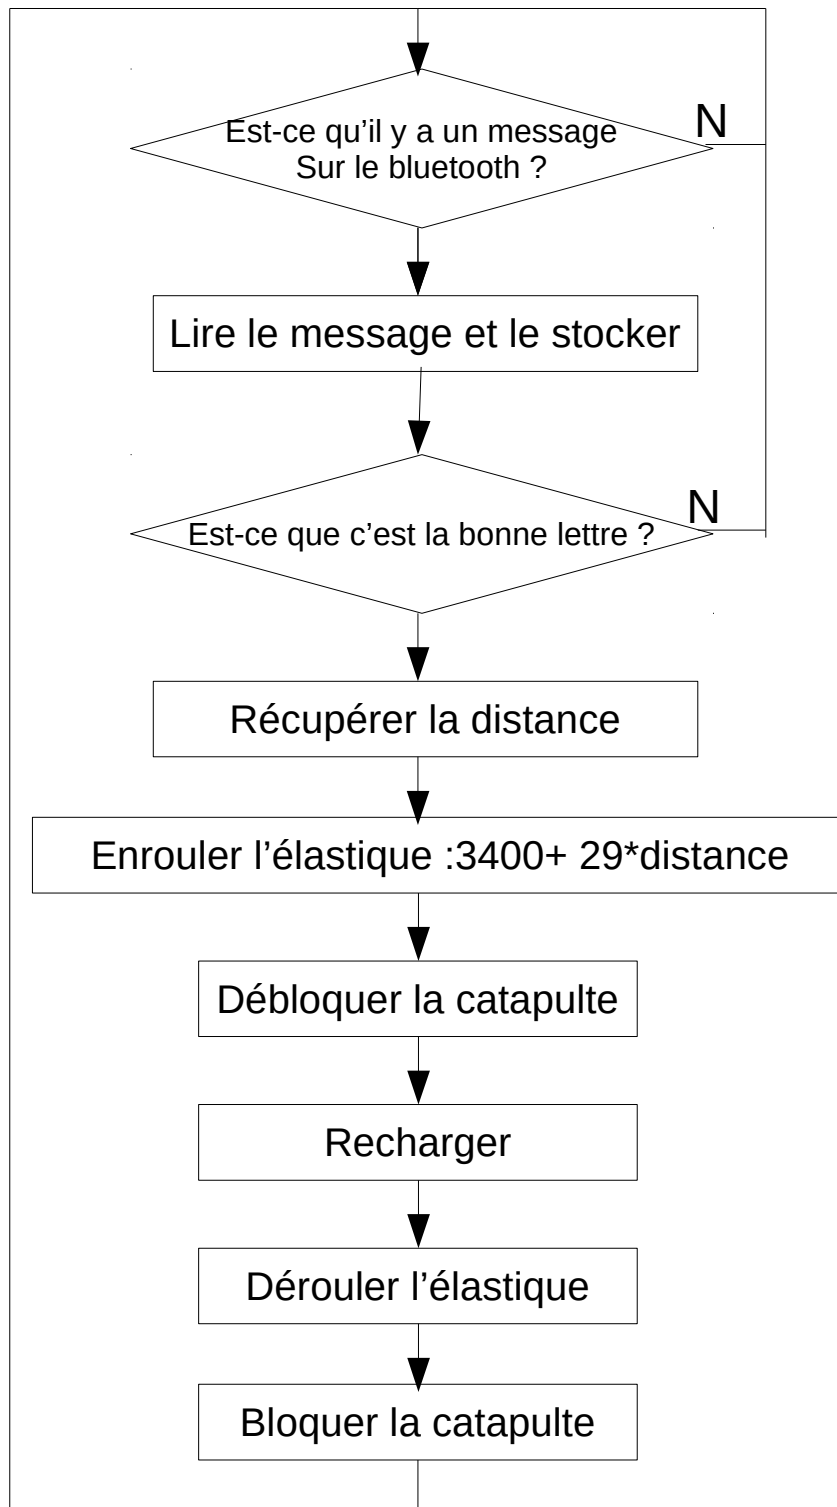 Est-ce qu'il y a un message
N
Sur le bluetooth ?
Lire le message et le stocker
N
Est-ce que c’est la bonne lettre ?
Récupérer la distance
Enrouler l’élastique :3400+ 29*distance
Débloquer la catapulte
Recharger
Dérouler l’élastique
Bloquer la catapulte